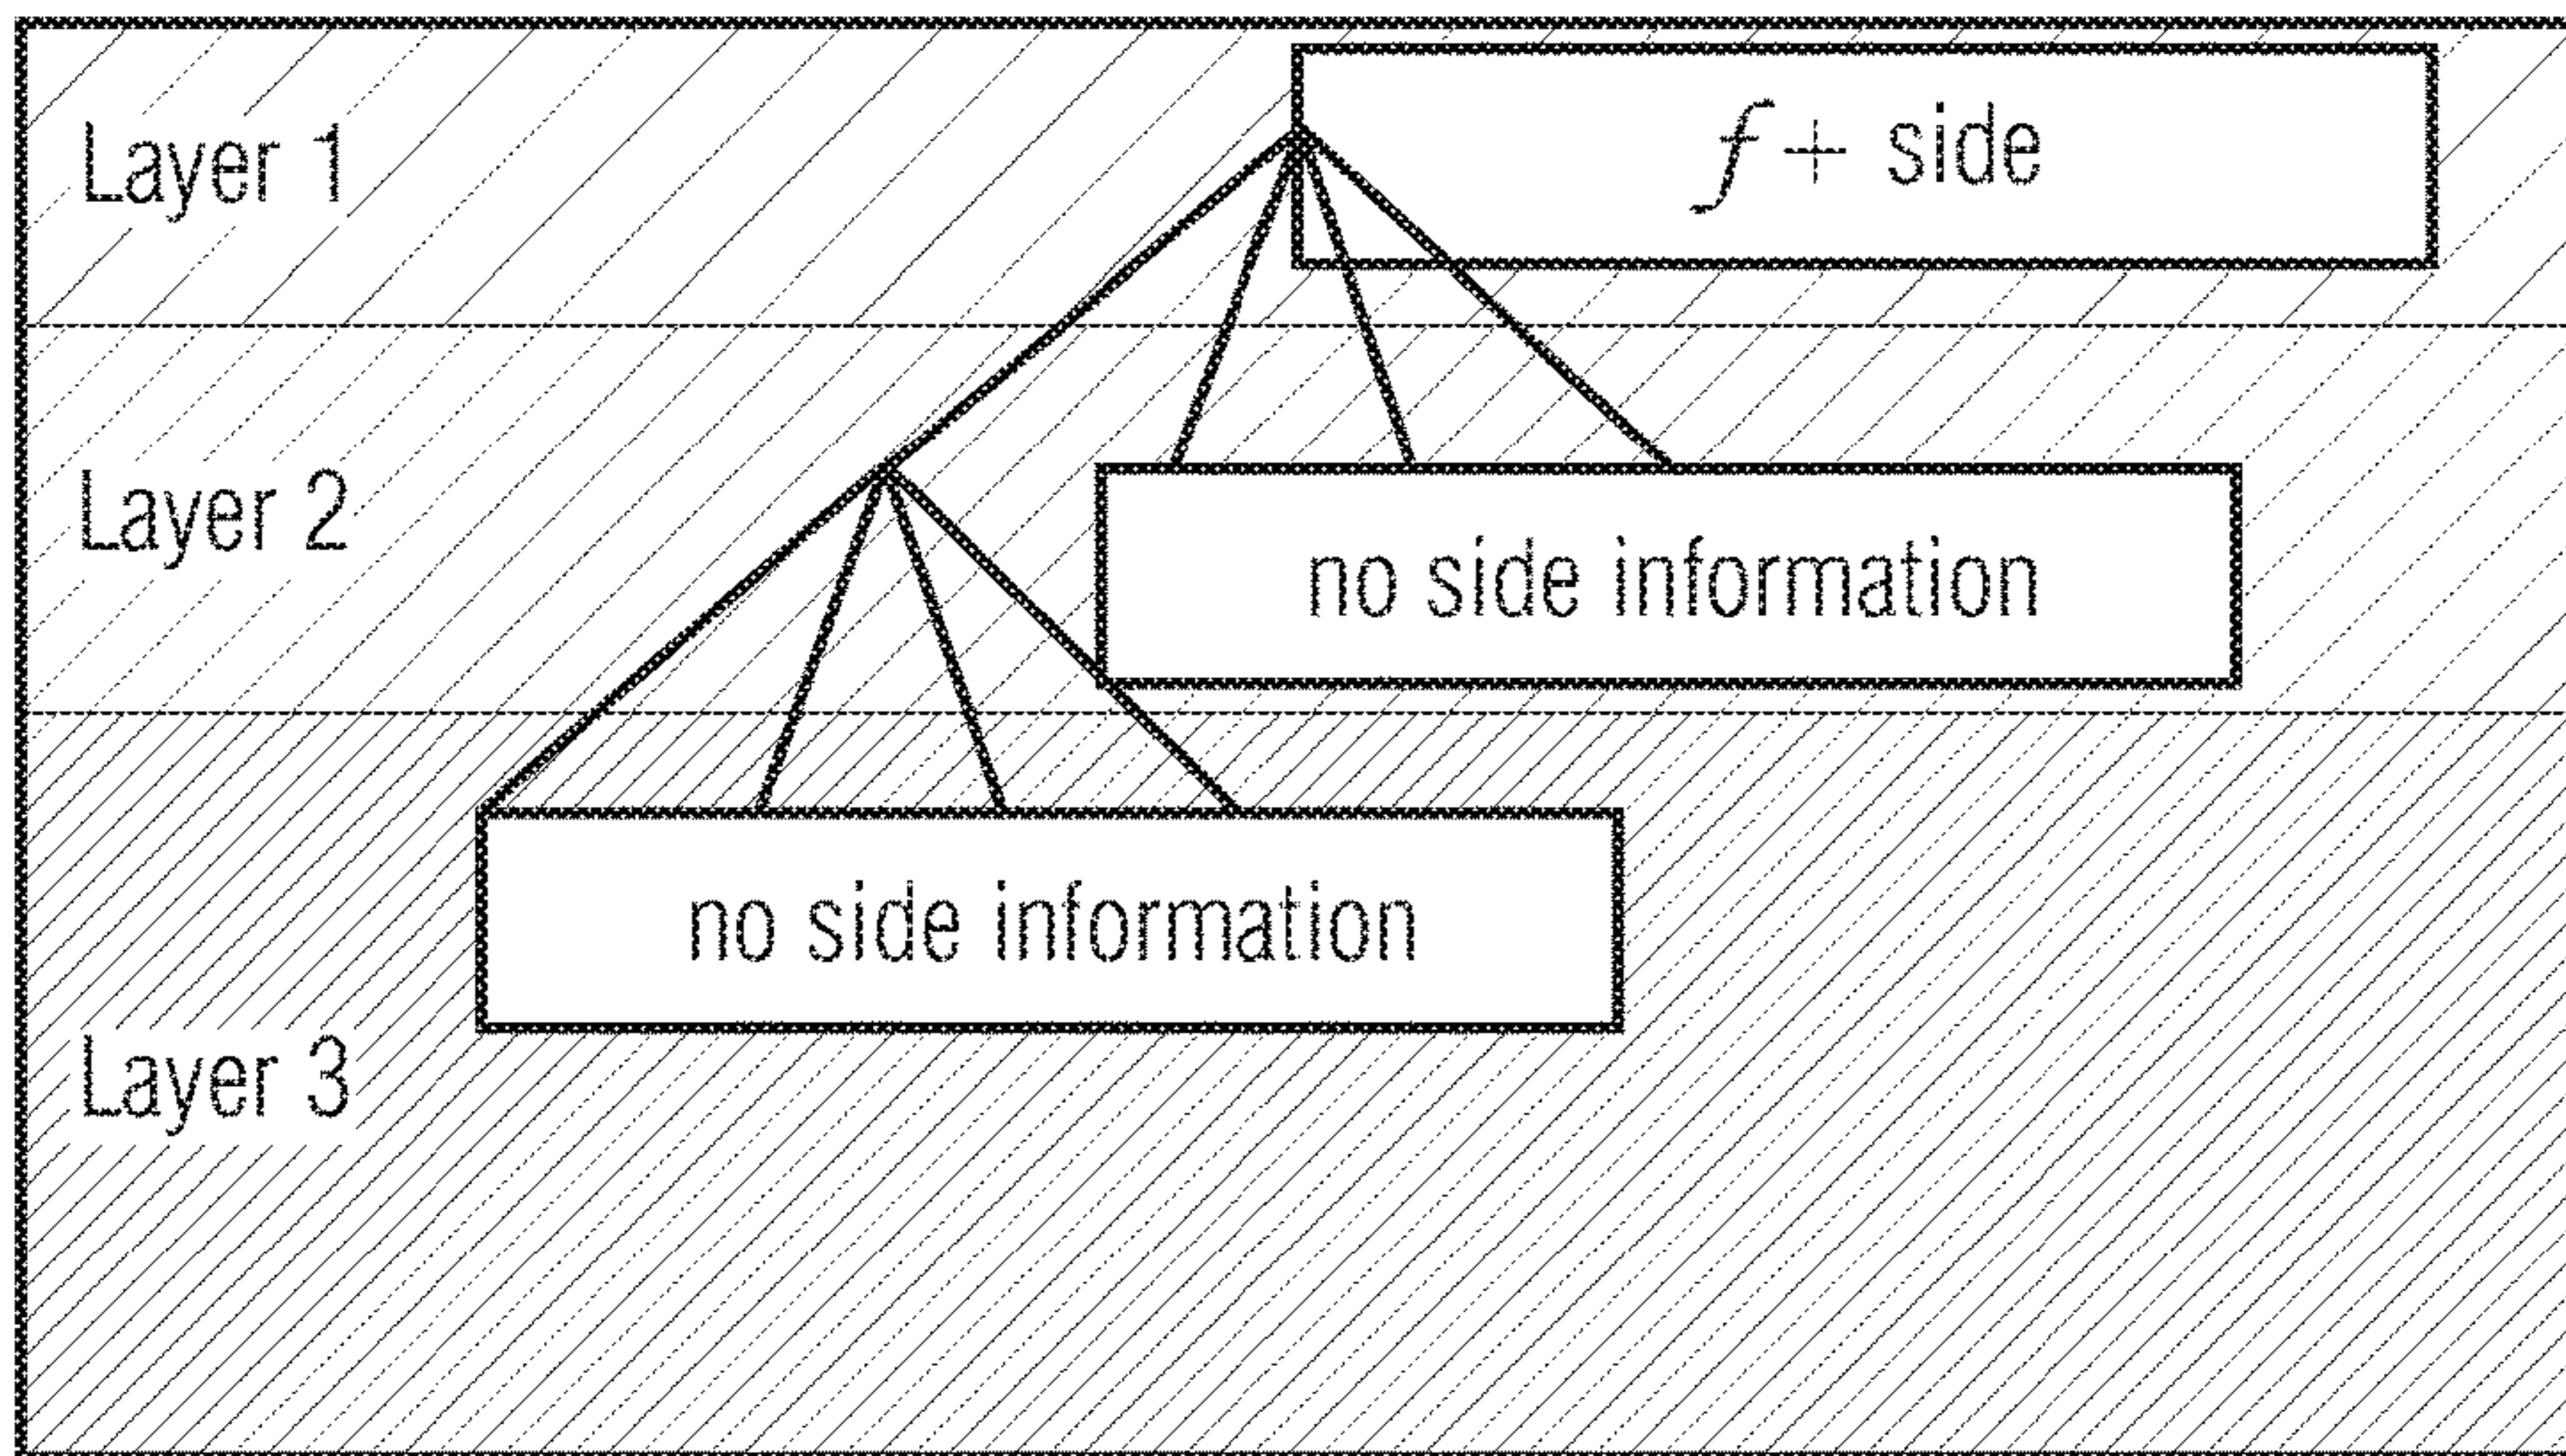 Layer 1
ƒ + side
Layer 2
no side information
no side information
Layer 3